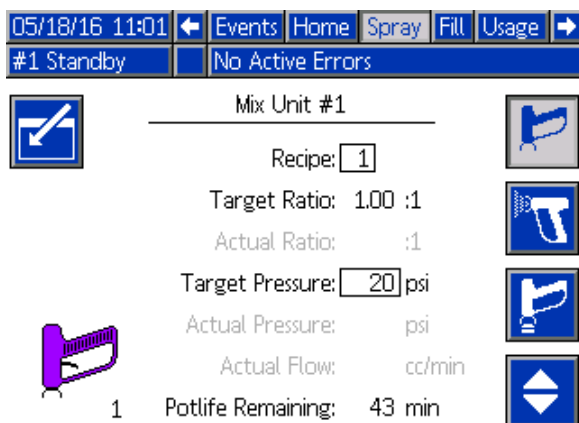 05/18/16 11:01 Events Home Spray Fill Usage
#1 Standby No Active Errors
Mix Unit #1
Recipe: 1
Target Ratio: 1.00 :1
Actual Ratio: :1
Target Pressure: 20 psi
Actual Pressure: psi
Actual Flow: cc/min
1 Potlife Remaining: 43 min